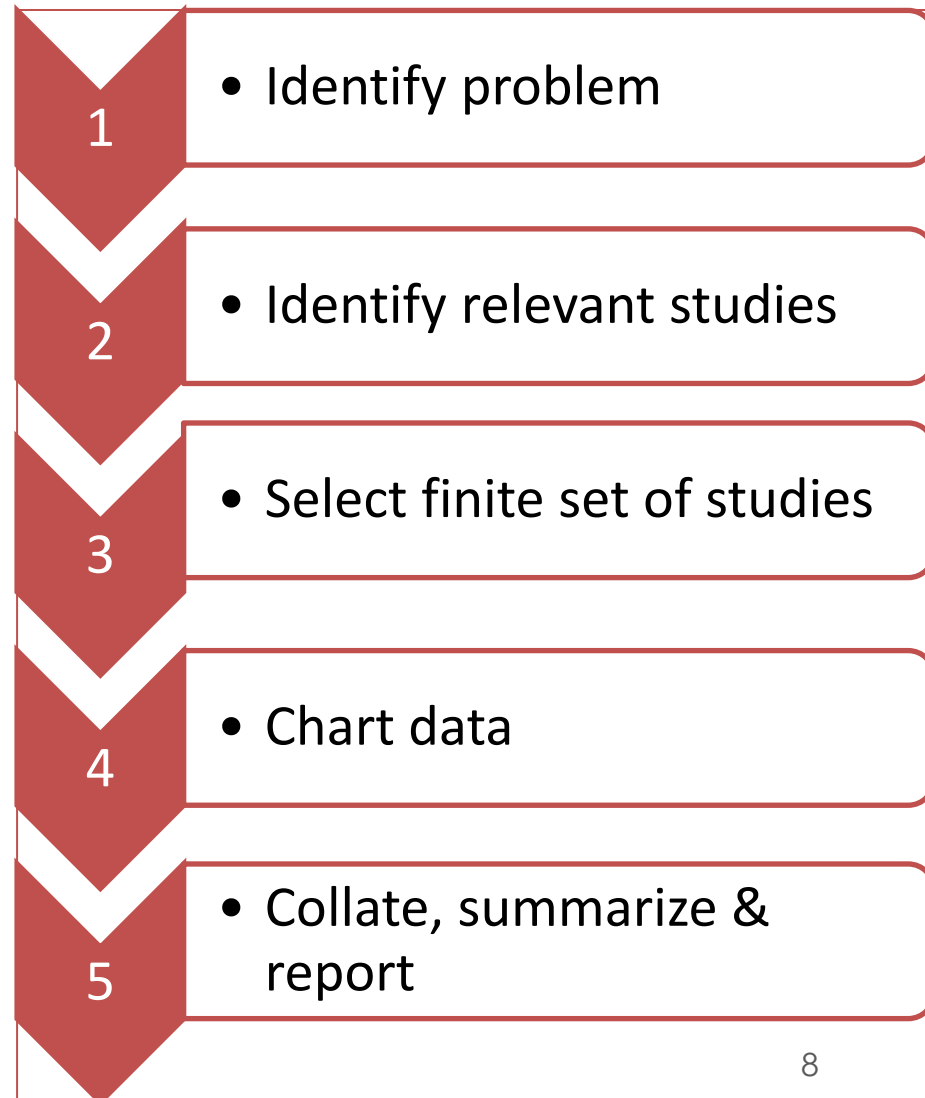 1
• Identify problem
2
• Identify relevant studies
3
• Select finite set of studies
4
• Chart data
5
• Collate, summarize &
report
8